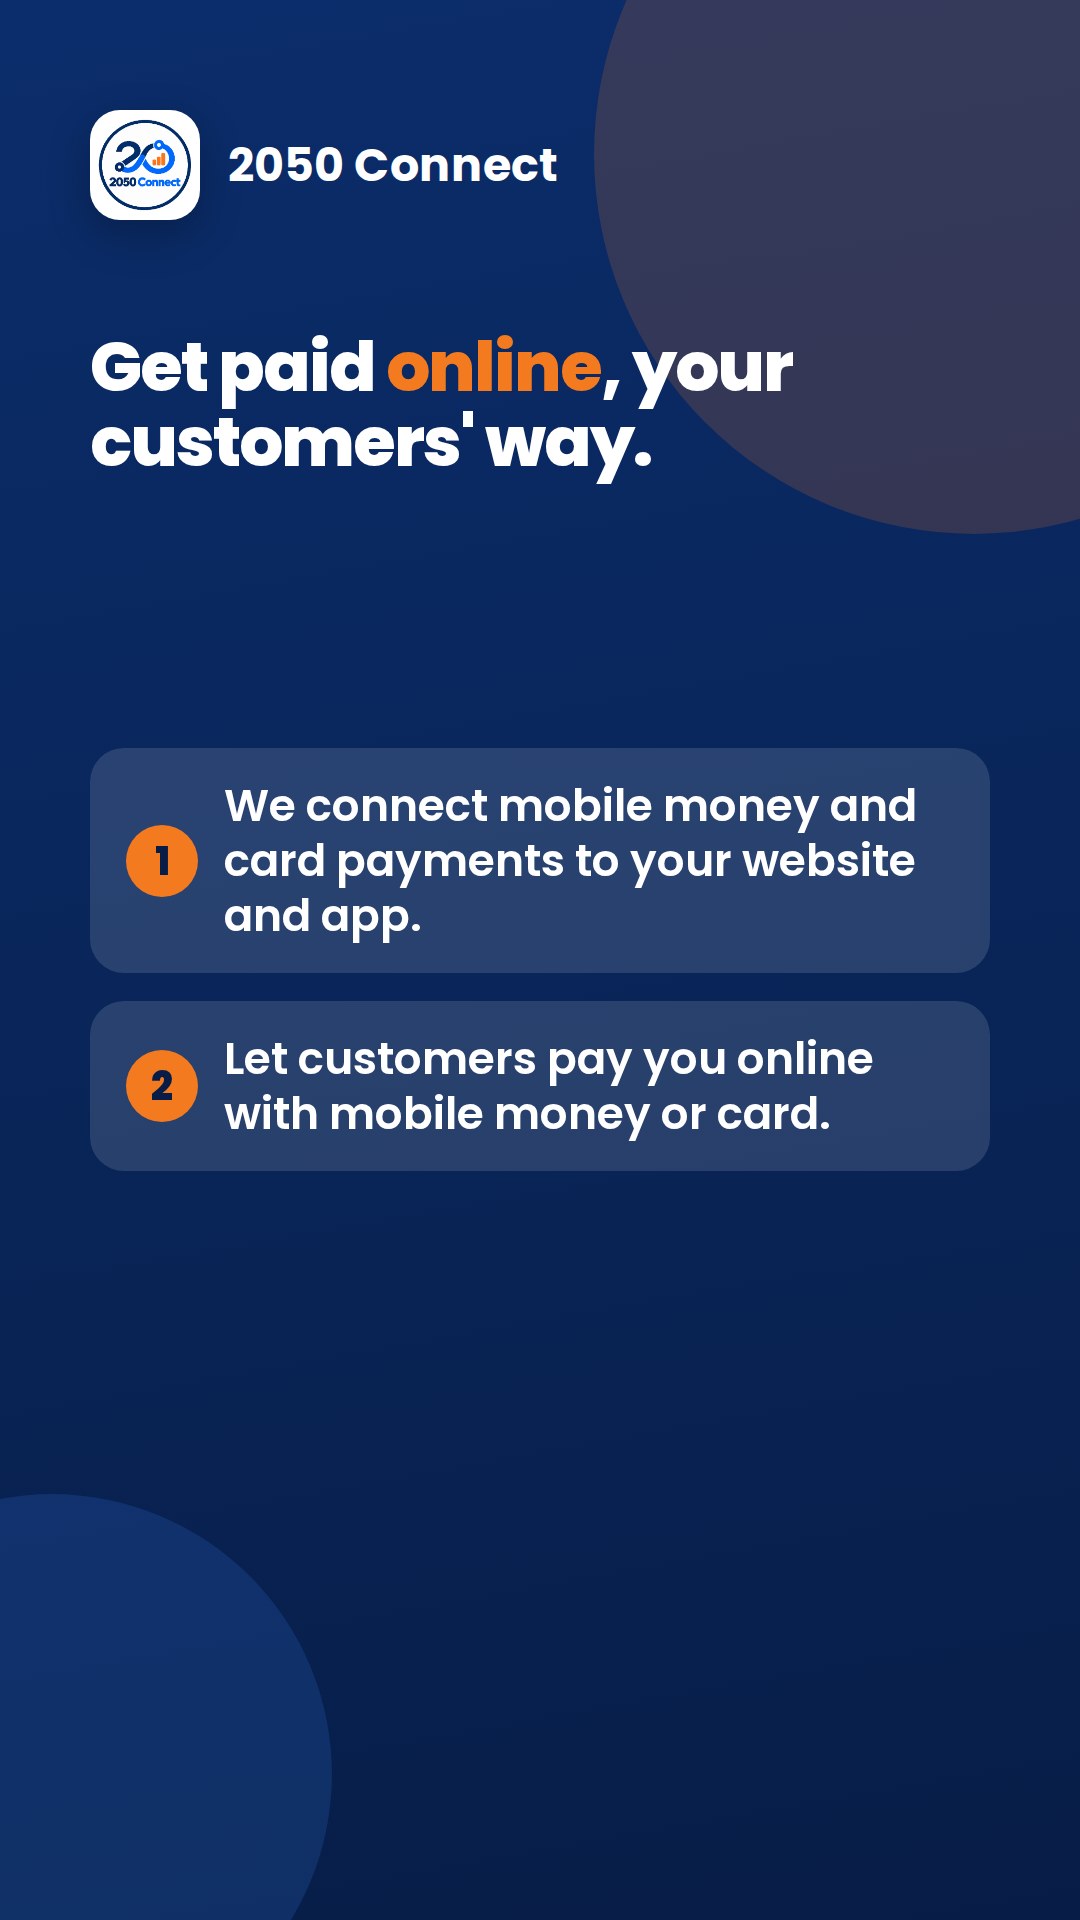 2050 Connect
2050 Connect
Get paid online, your
customers' way.
1
We connect mobile money and
card payments to your website
and app.
2
Let customers pay you online
with mobile money or card.